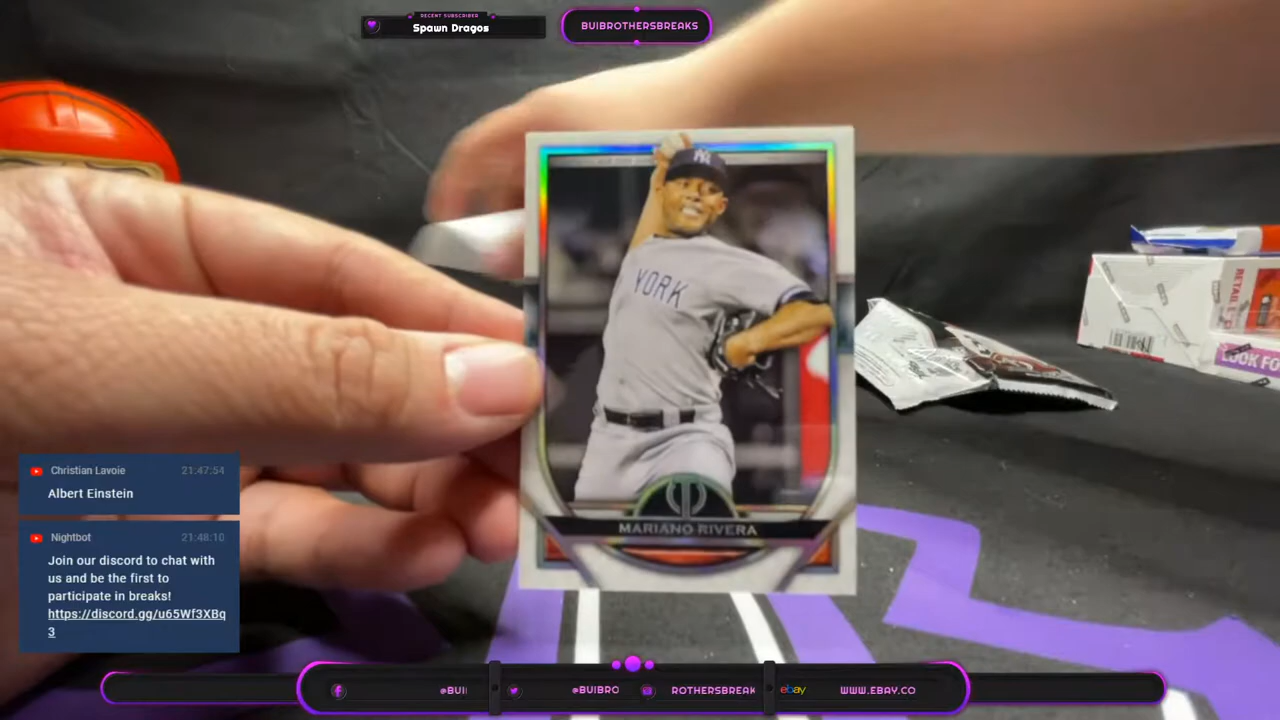 RECENT SUBSCRIBER
Spawn Dragos
BUIBROTHERSBREAKS
NY
YORK
MARIANO RIVERA
RETAIL
LOOK FO
Christian Lavoie 21:47:54
Albert Einstein
Nightbot 21:48:10
Join our discord to chat with
us and be the first to
participate in breaks!
https://discord.gg/u65Wf3XBq
3
@BUI
@BUIBRO
ROTHERSBREAK
ebay
WWW.EBAY.CO